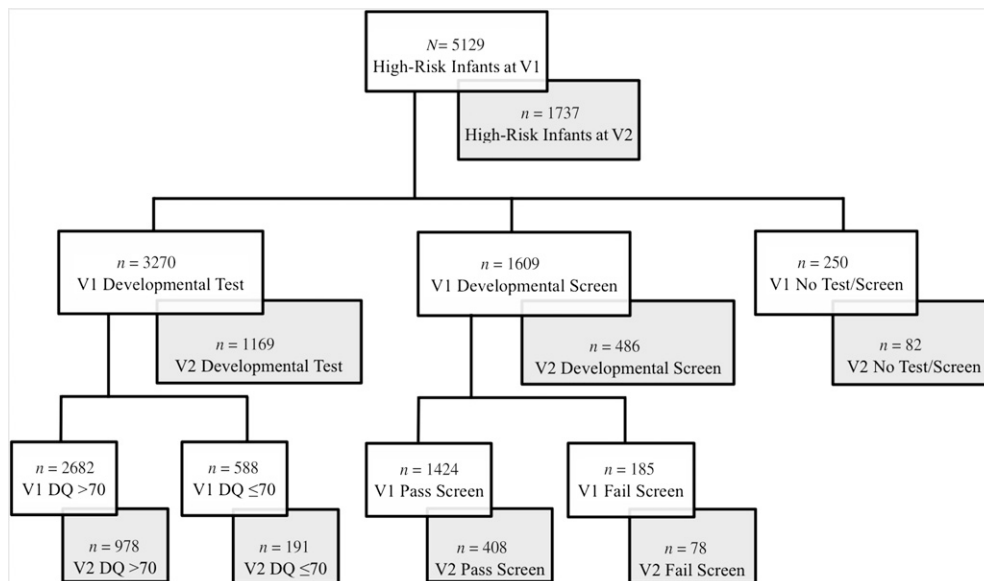 N= 5129
High-Risk Infants at V1
n = 1737
High-Risk Infants at V2
n = 3270
V1 Developmental Test
n = 1169
V2 Developmental Test
n = 1609
V1 Developmental Screen
n = 486
V2 Developmental Screen
n = 250
V1 No Test/Screen
n = 82
V2 No Test/Screen
n = 2682
V1 DQ >70
n = 978
V2 DQ >70
n = 588
V1 DQ ≤70
n = 191
V2 DQ ≤70
n = 1424
V1 Pass Screen
n = 408
V2 Pass Screen
n = 185
V1 Fail Screen
n = 78
V2 Fail Screen